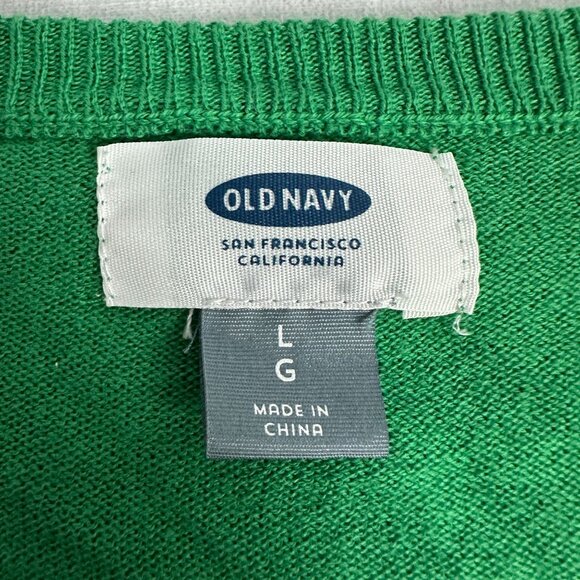 OLD NAVY
SAN FRANCISCO
CALIFORNIA
L
G
MADE IN
CHINA